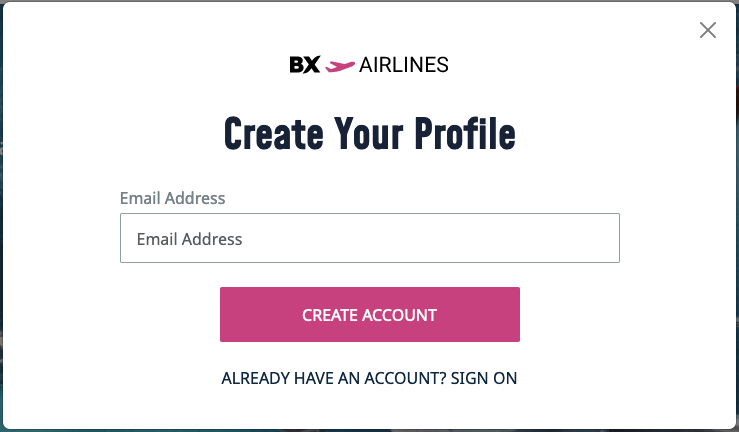 BX AIRLINES
Create Your Profile
Email Address
Email Address
CREATE ACCOUNT
ALREADY HAVE AN ACCOUNT? SIGN ON